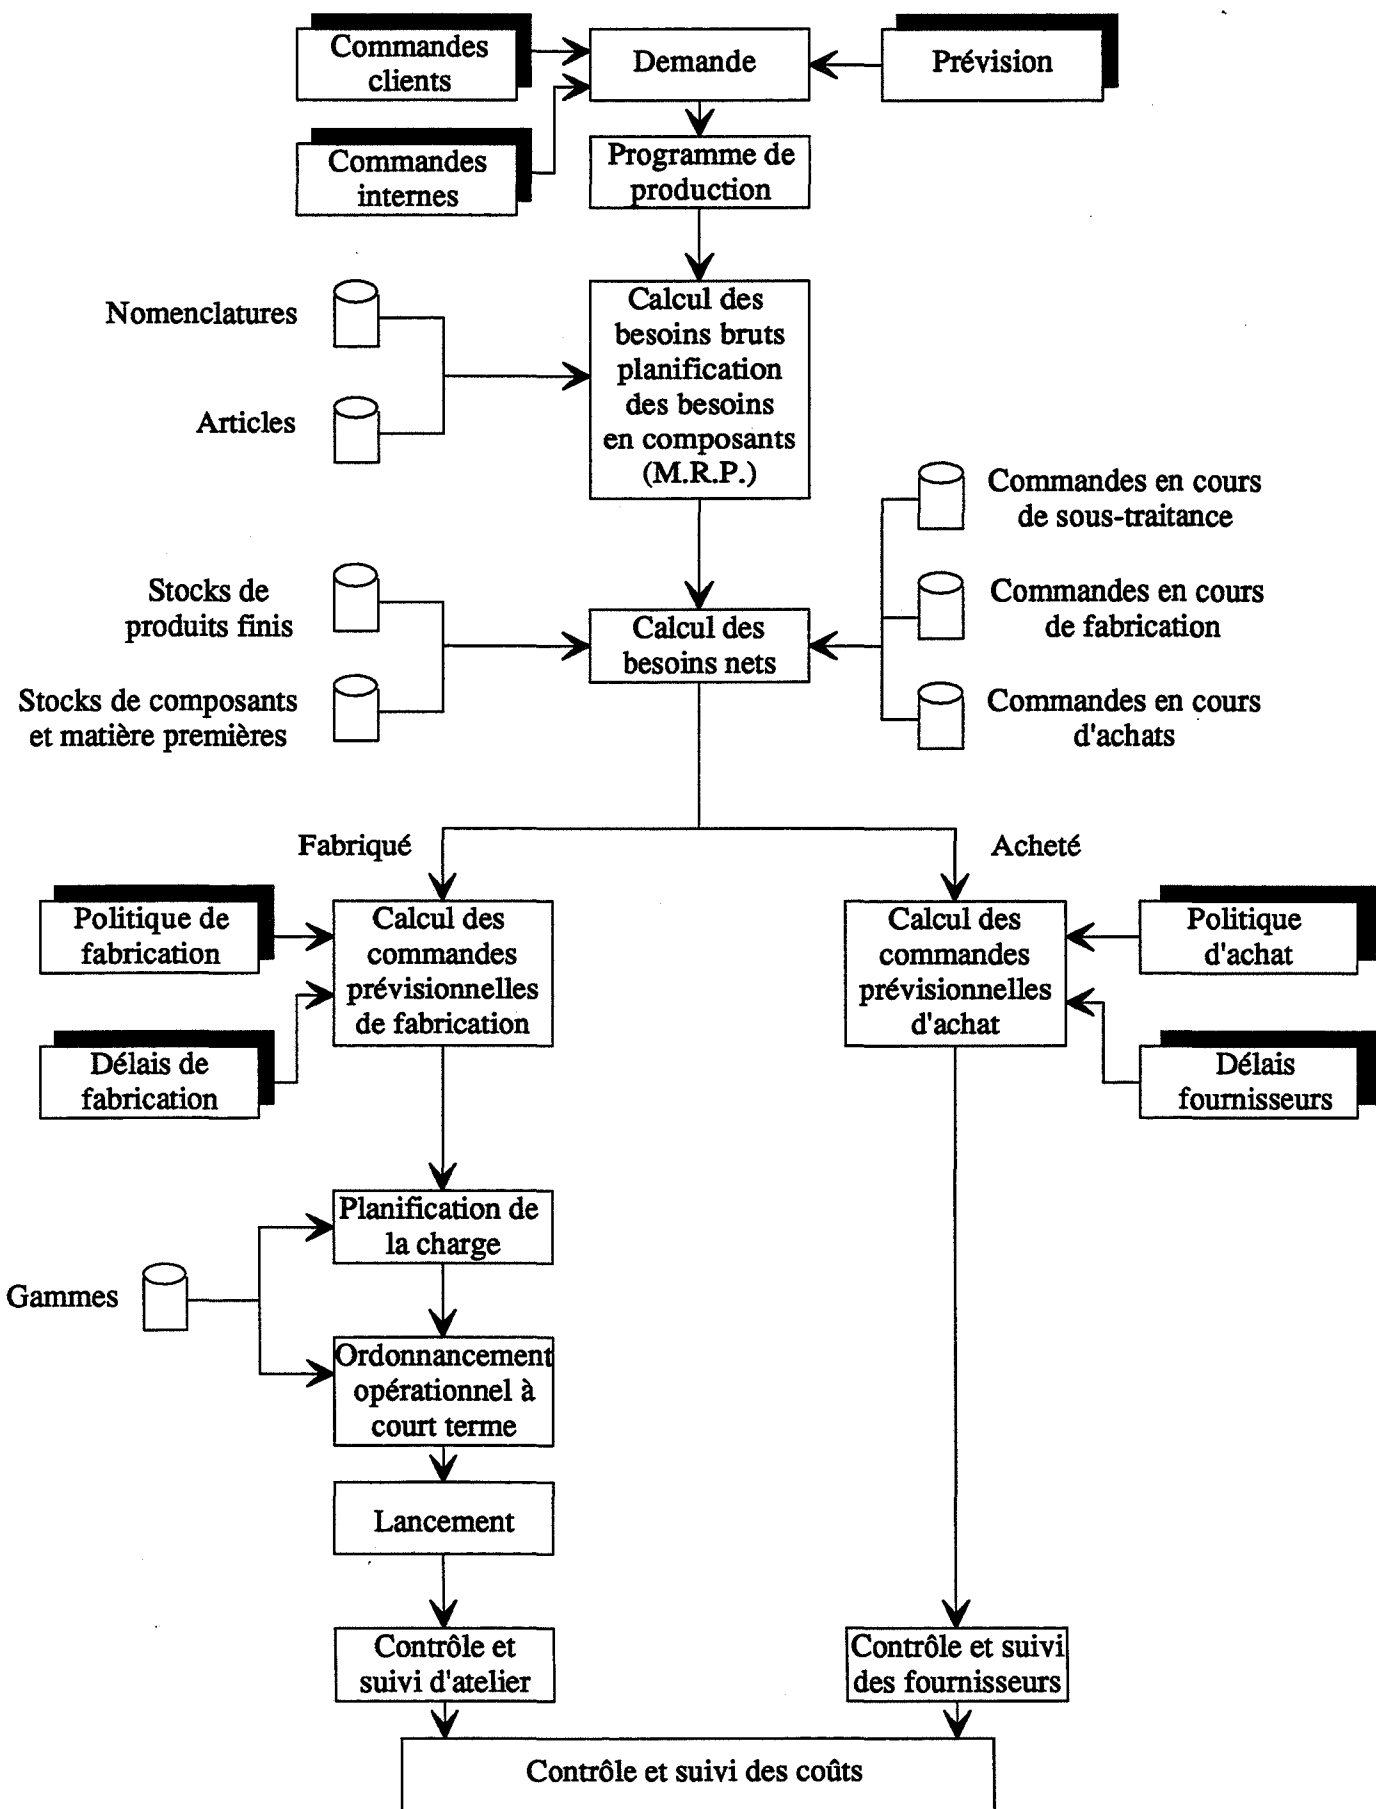 Commandes
clients
Demande
Prévision
Commandes
internes
Programme de
production
Nomenclatures
Articles
Calcul des
besoins bruts
planification
des besoins
en composants
(M.R.P.)
Commandes en cours
de sous-traitance
Stocks de
produits finis
Calcul des
besoins nets
Commandes en cours
de fabrication
Stocks de composants
et matière premières
Commandes en cours
d'achats
Fabriqué
Acheté
Politique de
fabrication
Calcul des
commandes
prévisionnelles
de fabrication
Calcul des
commandes
prévisionnelles
d'achat
Politique
d'achat
Délais de
fabrication
Délais
fournisseurs
Planification de
la charge
Gammes
Ordonnancement
opérationnel à
court terme
Lancement
Contrôle et
suivi d'atelier
Contrôle et suivi
des fournisseurs
Contrôle et suivi des coûts